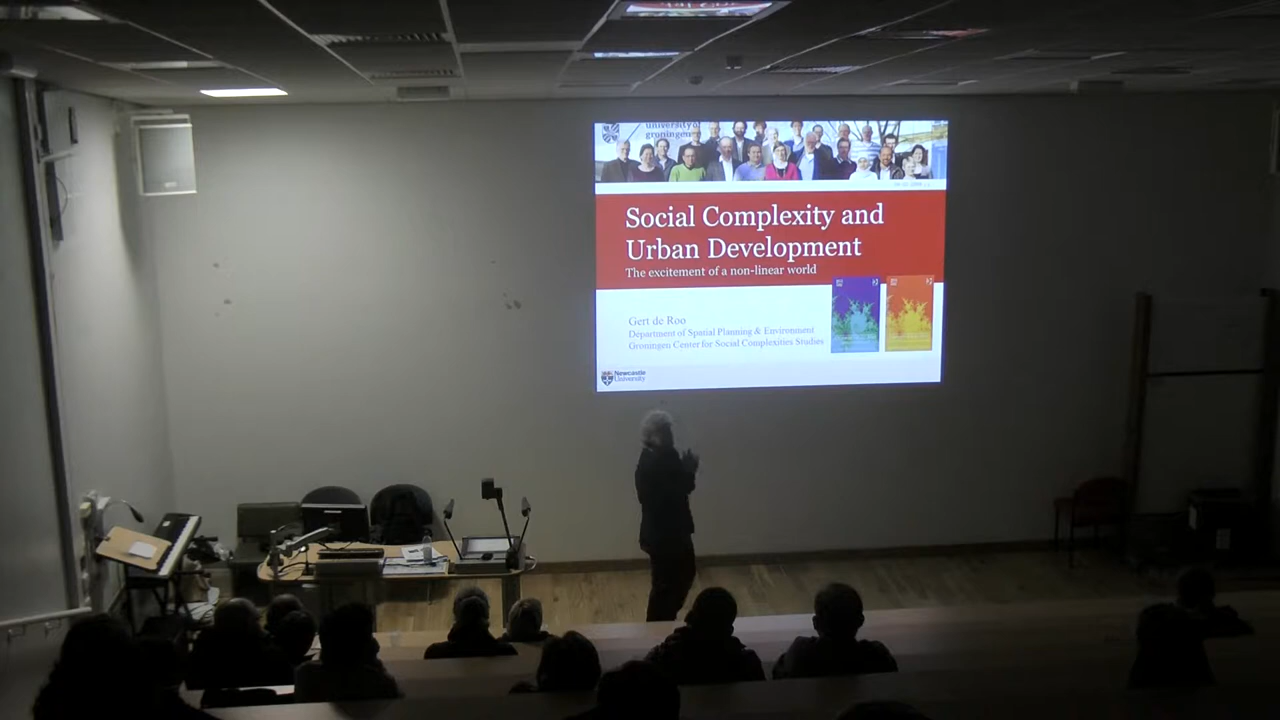 university of
groningen
Social Complexity and
Urban Development
The excitement of a non-linear world
Gert de Roo
Department of Spatial Planning & Environment
Groningen Center for Social Complexities Studies
Newcastle
University